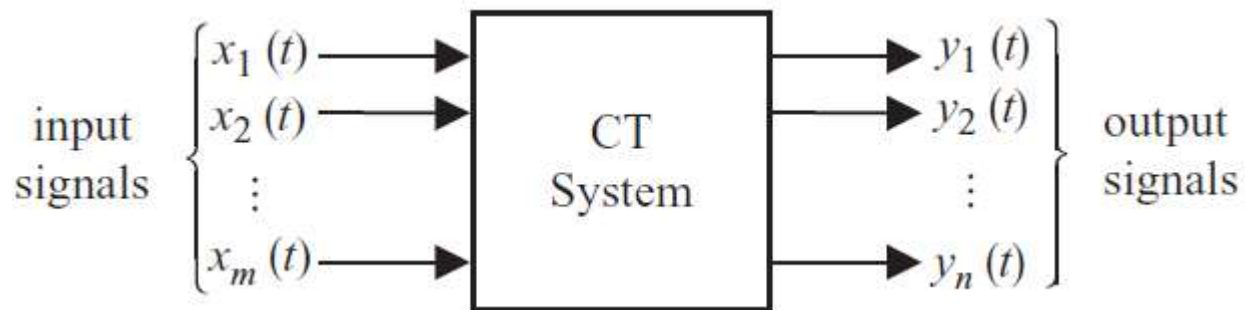 input
signals
x₁ (t)
x₂ (t)
⋮
xₘ (t)
CT
System
y₁ (t)
y₂ (t)
⋮
yₙ (t)
output
signals